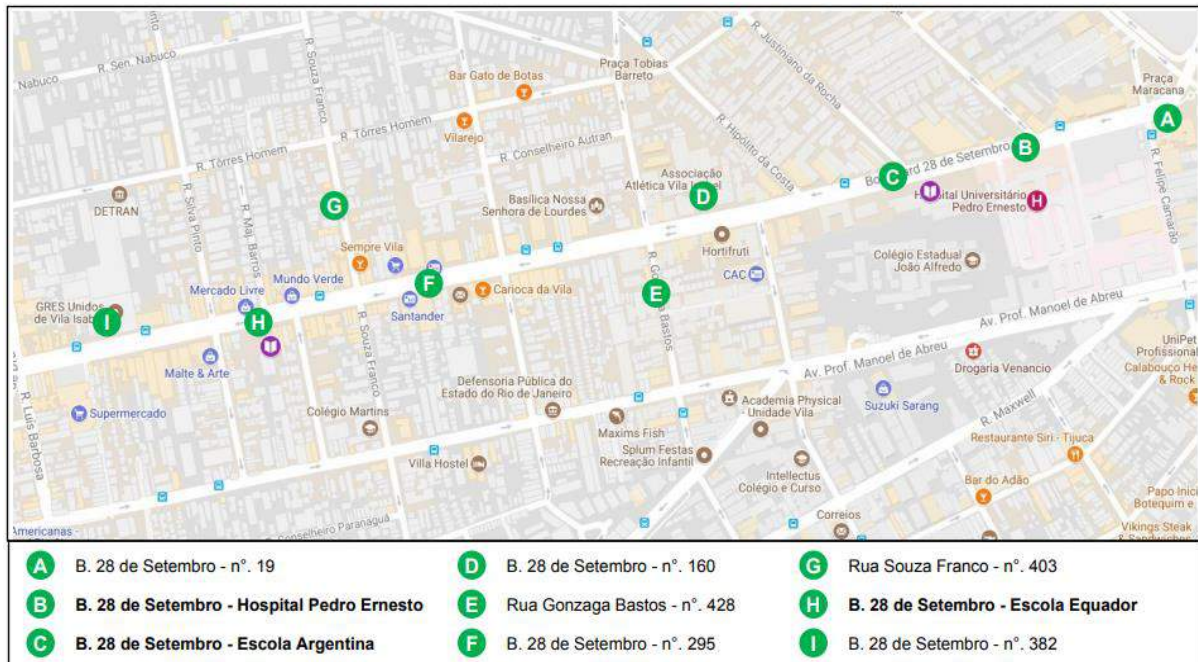 Nabuco
R. Sen. Nabuco
R. Souza Franco
Bar Gato de Botas
Praça Tobias
Barreto
R. Justiniano da Rocha
Praça
Maracana
A
R. Tôrres Homem
Vilarejo
R. Conselheiro Autran
R. Hipólito da Costa
B
Boulevard 28 de Setembro
R. Felipe Camarão
R. Tôrres Homem
DETRAN
R. Silva Pinto
R. Maj. Barros
G
Basílica Nossa
Senhora de Lourdes
Associação
Atlética Vila Isabel
D
C
Hospital Universitário
Pedro Ernesto
H
Hortifruti
Sempre Vila
Colégio Estadual
João Alfredo
CAC
Mundo Verde
Mercado Livre
F
Carioca da Vila
Santander
E
R. Gonzaga Bastos
GRES Unidos
de Vila Isabel
I
H
R. Souza Franco
Av. Prof. Manoel de Abreu
Av. Prof. Manoel de Abreu
Malte & Arte
UniPet
Profissional
Drogaria Venancio
Calabouço He
& Rock
R. Luis Barbosa
Supermercado
Colégio Martins
Defensoria Pública do
Estado do Rio de Janeiro
Academia Physical
- Unidade Vila
Suzuki Sarang
R. Maxwell
Maxims Fish
Restaurante Siri - Tijuca
Villa Hostel
Splum Festas
Recreação Infantil
Intellectus
Colégio e Curso
Bar do Adão
Papo Inici
Botequim e
Correios
Americanas -
Conselheiro Paranaguá
Vikings Steak
& Sandwiches
A B. 28 de Setembro - n°. 19
D B. 28 de Setembro - n°. 160
G Rua Souza Franco - n°. 403
B B. 28 de Setembro - Hospital Pedro Ernesto
E Rua Gonzaga Bastos - n°. 428
H B. 28 de Setembro - Escola Equador
C B. 28 de Setembro - Escola Argentina
F B. 28 de Setembro - n°. 295
I B. 28 de Setembro - n°. 382